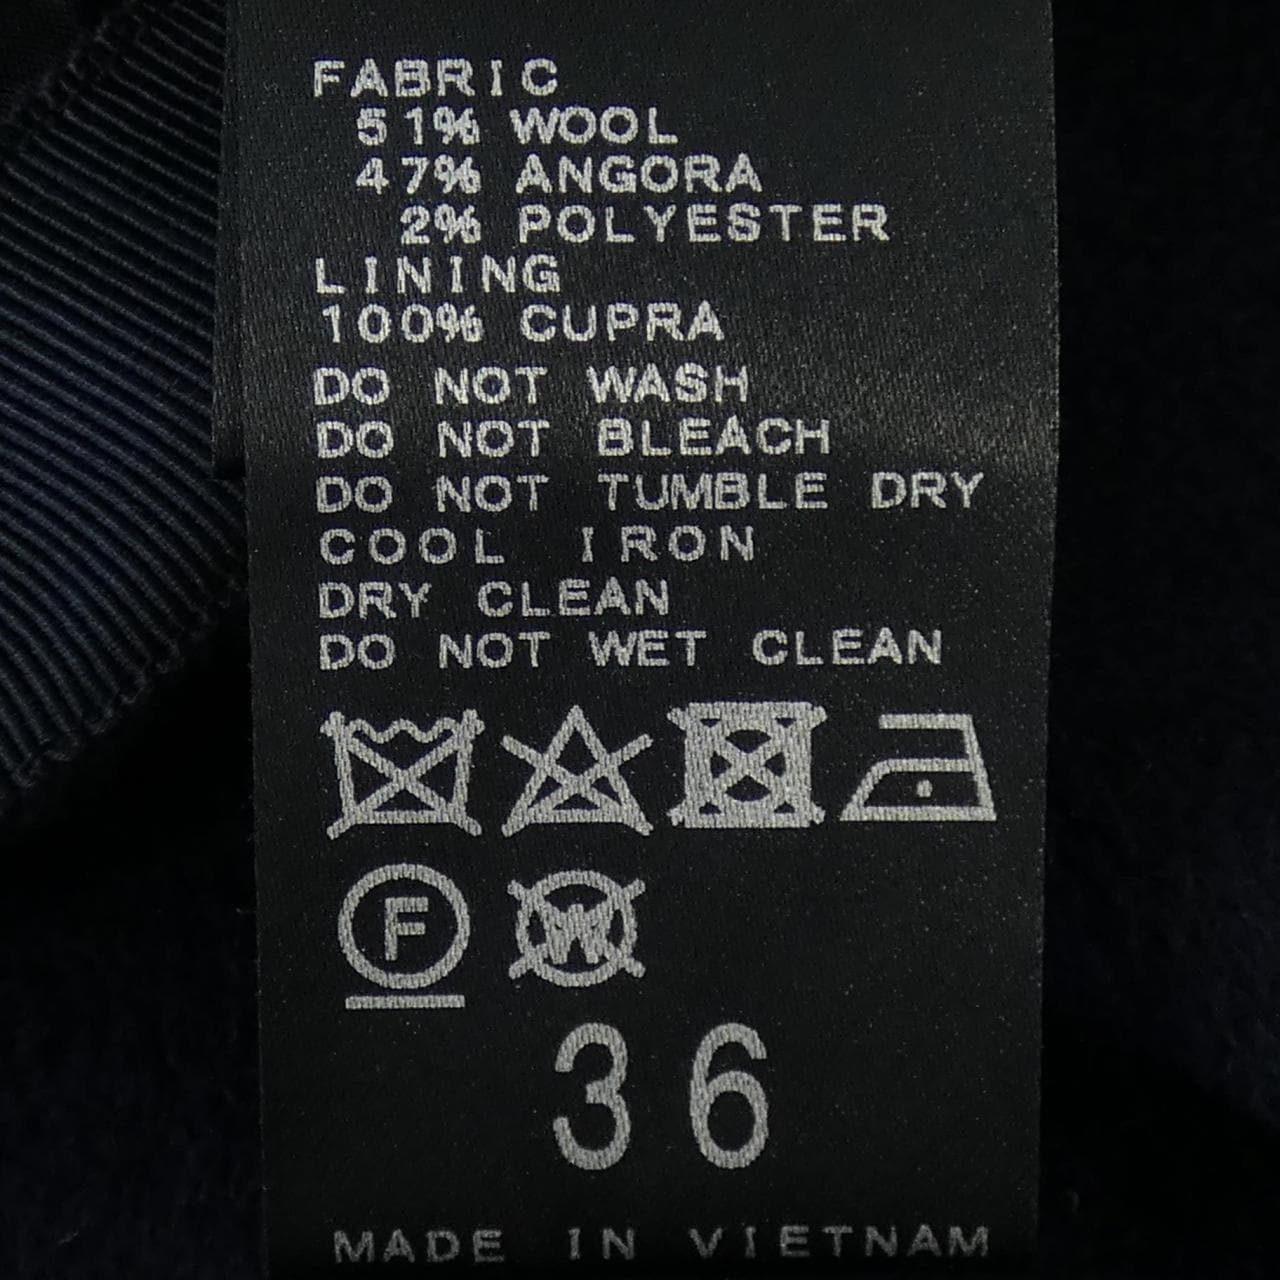 FABRIC
51% WOOL
47% ANGORA
2% POLYESTER
LINING
100% CUPRA
DO NOT WASH
DO NOT BLEACH
DO NOT TUMBLE DRY
COOL IRON
DRY CLEAN
DO NOT WET CLEAN
F W
36
MADE IN VIETNAM